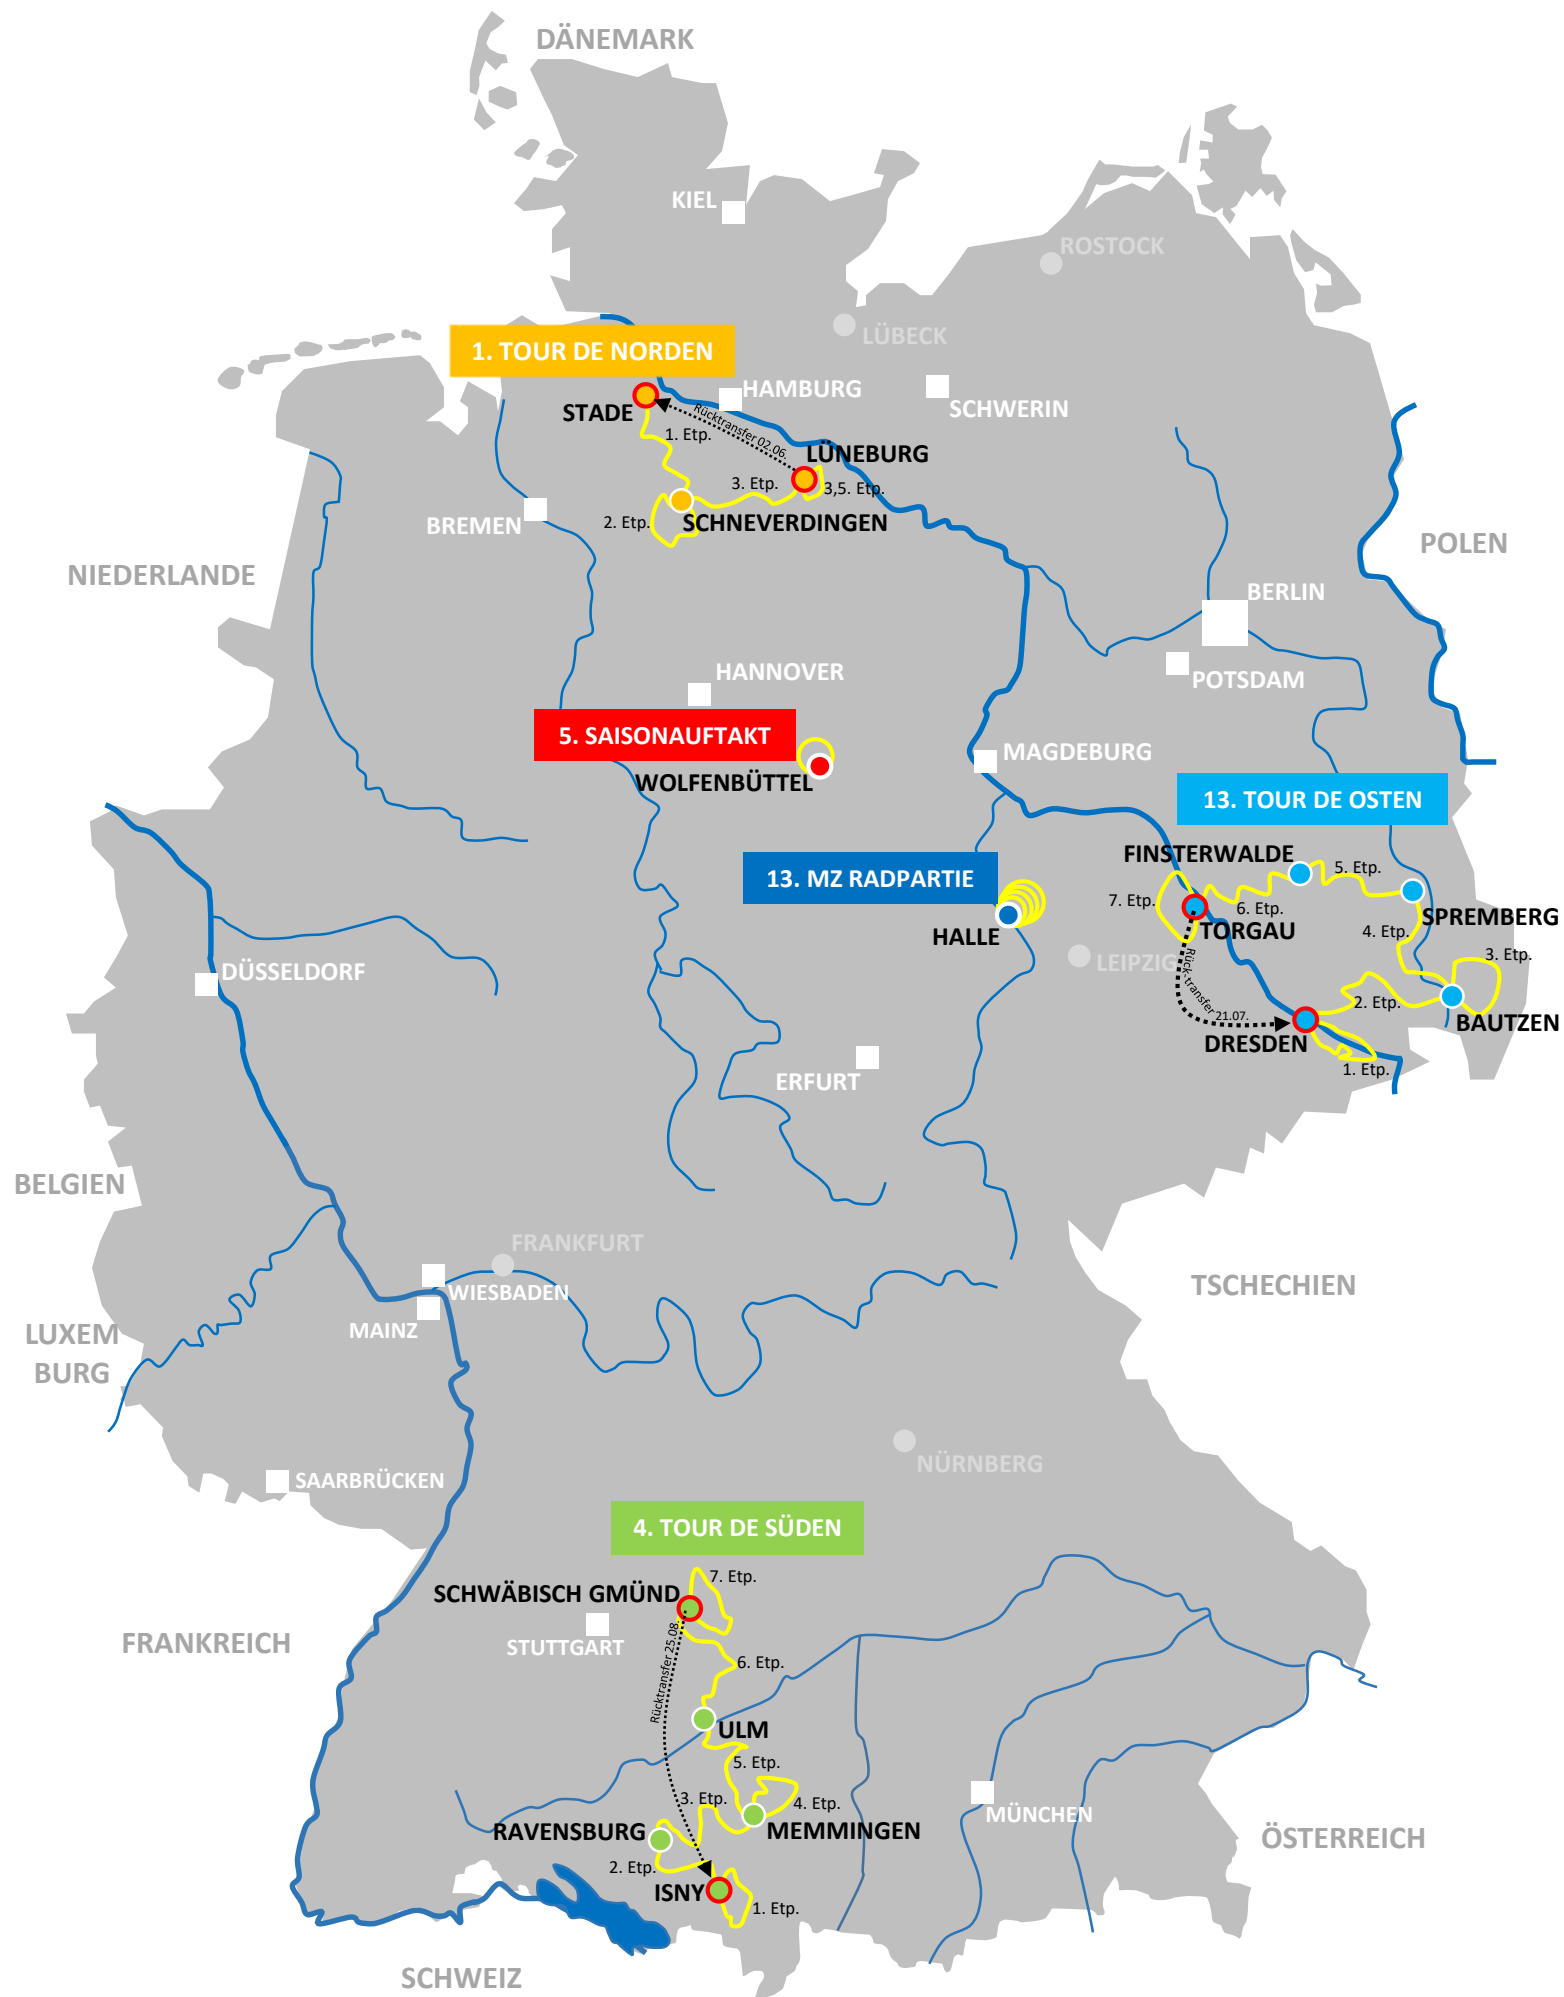 DÄNEMARK
KIEL
ROSTOCK
LÜBECK
1. TOUR DE NORDEN
HAMBURG
SCHWERIN
STADE
Rücktransfer 02.06.
1. Etp.
LÜNEBURG
3. Etp.
3,5. Etp.
SCHNEVERDINGEN
2. Etp.
BREMEN
POLEN
NIEDERLANDE
BERLIN
HANNOVER
POTSDAM
5. SAISONAUFTAKT
WOLFENBÜTTEL
MAGDEBURG
13. TOUR DE OSTEN
FINSTERWALDE
5. Etp.
13. MZ RADPARTIE
7. Etp.
6. Etp.
SPREMBERG
HALLE
TORGAU
4. Etp.
3. Etp.
LEIPZIG
DÜSSELDORF
Rück-transfer 21.07.
2. Etp.
BAUTZEN
DRESDEN
1. Etp.
ERFURT
BELGIEN
FRANKFURT
WIESBADEN
TSCHECHIEN
MAINZ
LUXEM
BURG
NÜRNBERG
SAARBRÜCKEN
4. TOUR DE SÜDEN
7. Etp.
SCHWÄBISCH GMÜND
STUTTGART
FRANKREICH
Rücktransfer 25.08.
6. Etp.
ULM
5. Etp.
3. Etp.
4. Etp.
MÜNCHEN
RAVENSBURG
MEMMINGEN
ÖSTERREICH
2. Etp.
ISNY
1. Etp.
SCHWEIZ